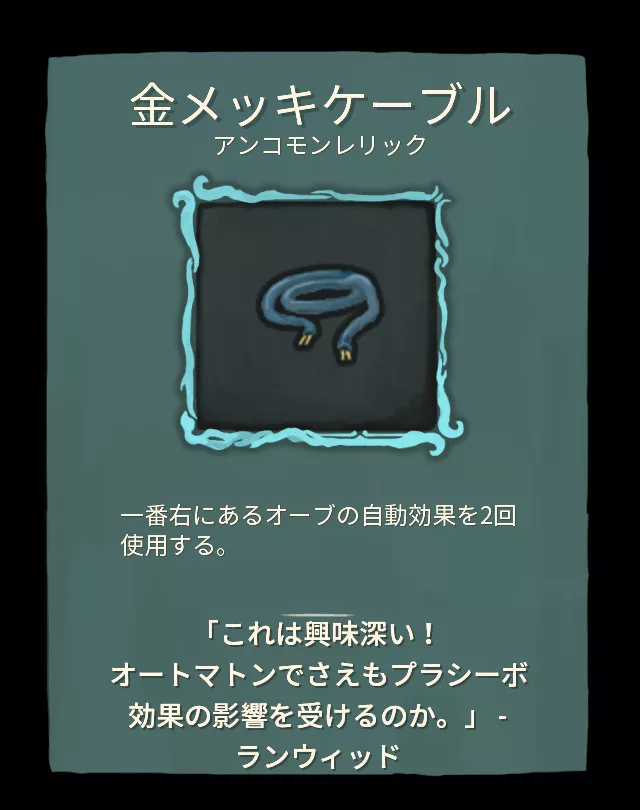 金メッキケーブル
アンコモンレリック
一番右にあるオーブの自動効果を2回
使用する。
「これは興味深い！
オートマトンでさえもプラシーボ
効果の影響を受けるのか。」 -
ランウィッド